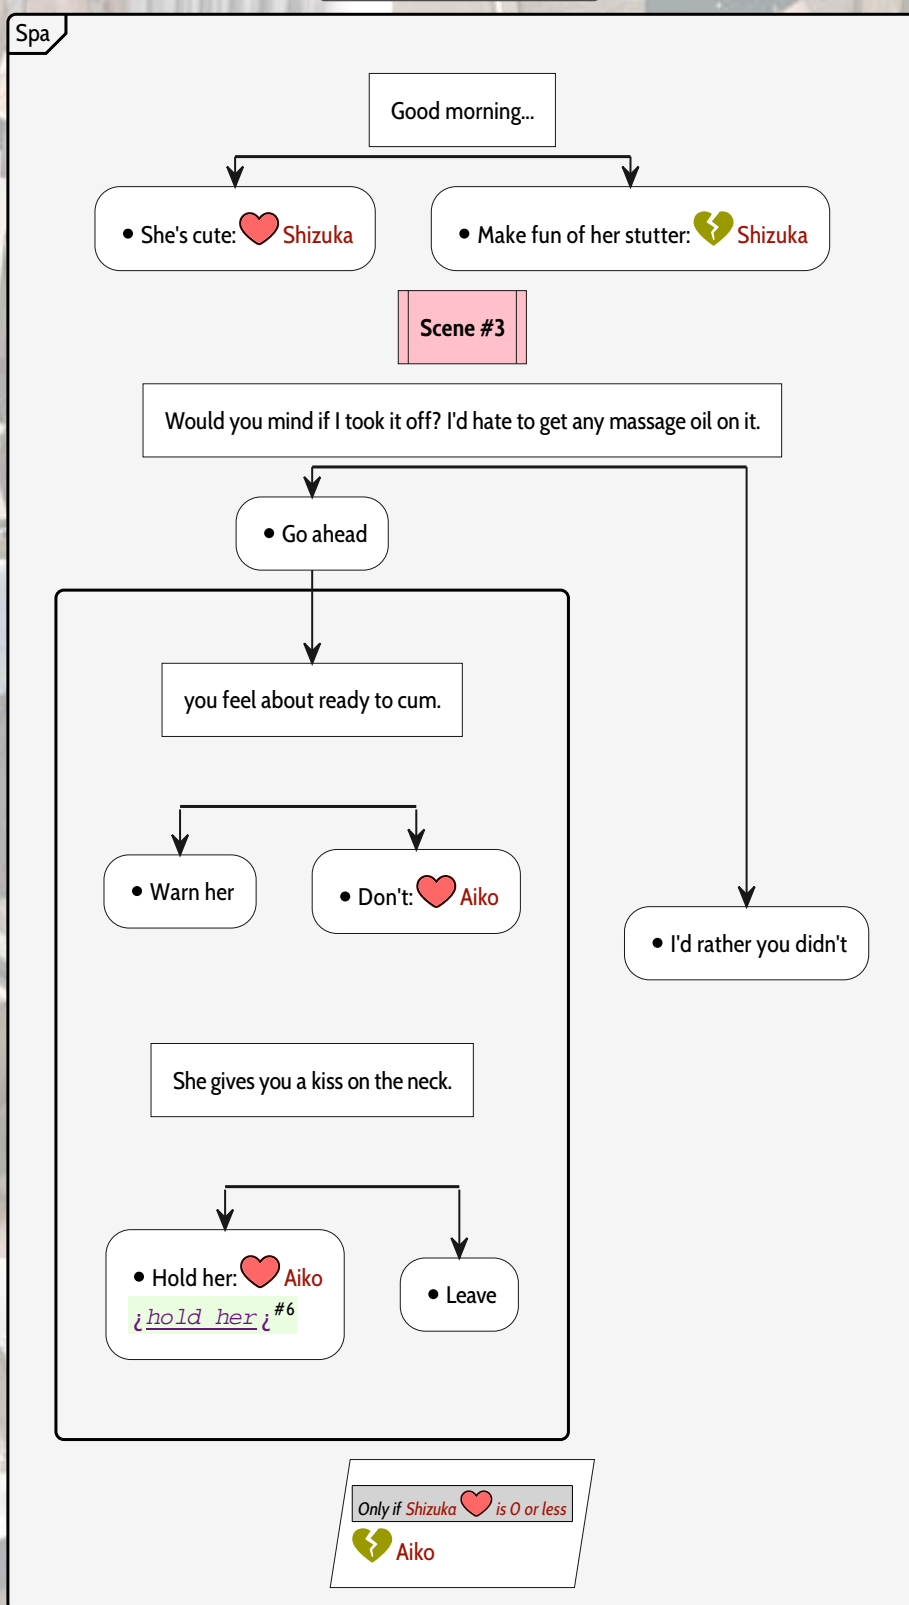 Spa
Good morning...
• She's cute: Shizuka
• Make fun of her stutter: Shizuka
Scene #3
Would you mind if I took it off? I'd hate to get any massage oil on it.
• Go ahead
you feel about ready to cum.
• Warn her
• Don't: Aiko
• I'd rather you didn't
She gives you a kiss on the neck.
• Hold her: Aiko
¿hold her¿#6
• Leave
Only if Shizuka is 0 or less
Aiko